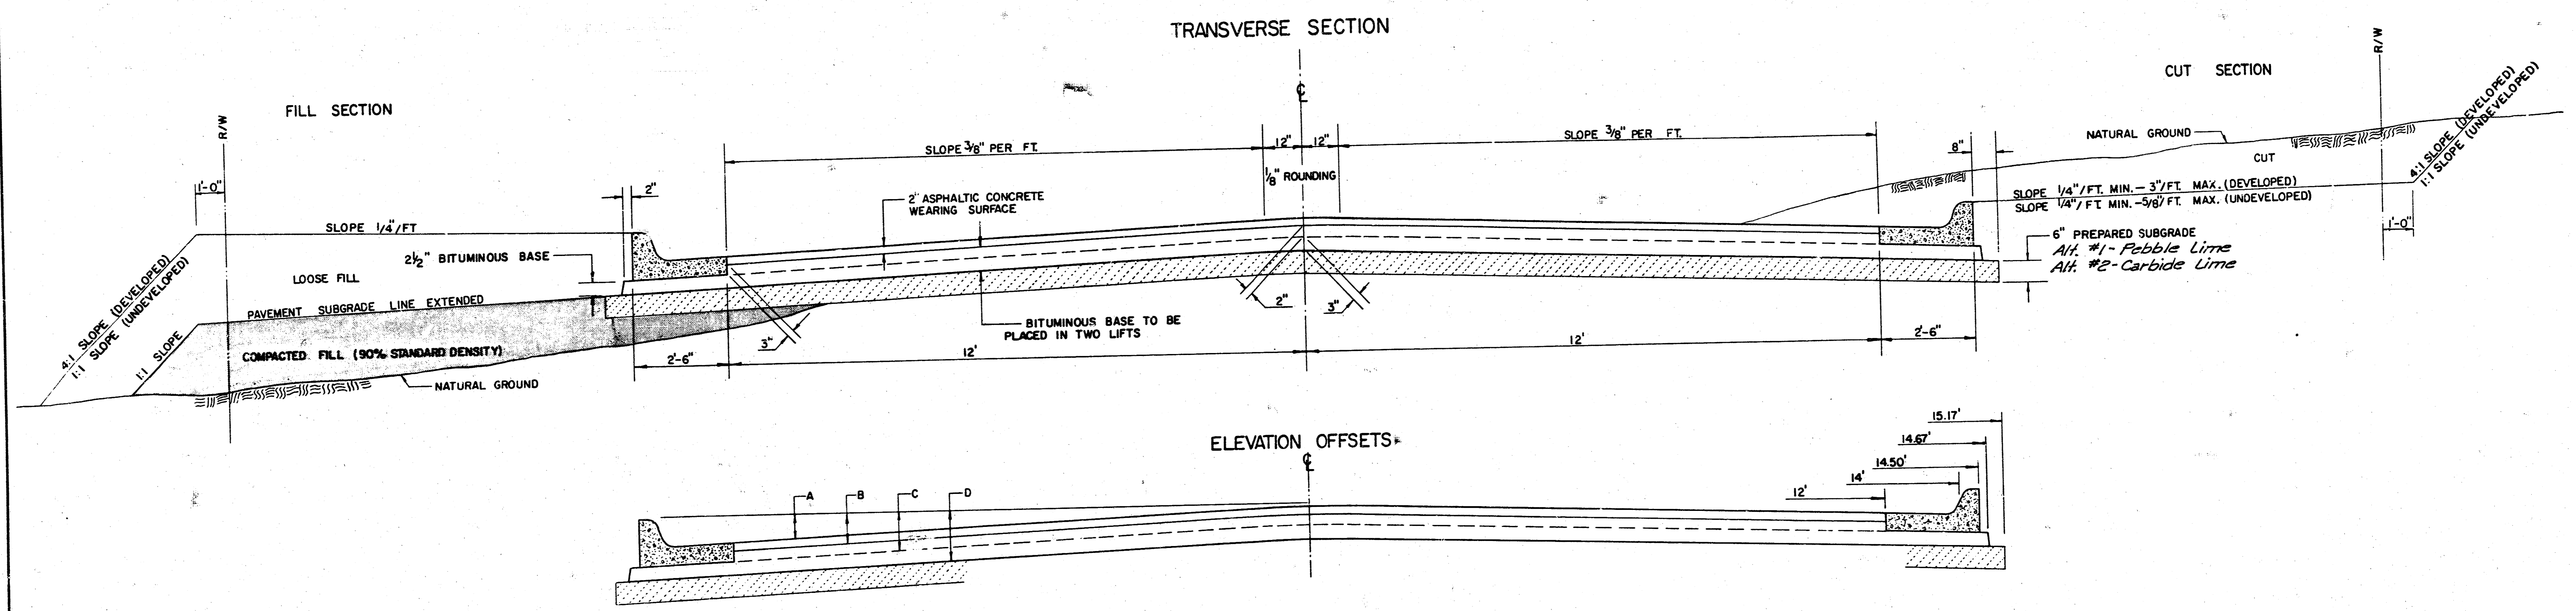 TRANSVERSE SECTION
FILL SECTION
CUT SECTION
R/W
R/W
℄
4:1 SLOPE (DEVELOPED)
1:1 SLOPE (UNDEVELOPED)
NATURAL GROUND
CUT
SLOPE 3/8" PER FT.
12"
12"
SLOPE 3/8" PER FT.
8"
1/8" ROUNDING
1'-0"
2"
2" ASPHALTIC CONCRETE
WEARING SURFACE
SLOPE 1/4"/FT. MIN. - 3"/FT. MAX. (DEVELOPED)
SLOPE 1/4"/FT MIN. -5/8"/FT. MAX. (UNDEVELOPED)
1'-0"
SLOPE 1/4"/FT
2½" BITUMINOUS BASE
6" PREPARED SUBGRADE
Alt. #1 - Pebble Lime
Alt. #2 - Carbide Lime
LOOSE FILL
PAVEMENT SUBGRADE LINE EXTENDED
4:1 SLOPE (DEVELOPED)
1:1 SLOPE (UNDEVELOPED)
1:1 SLOPE
COMPACTED FILL (90% STANDARD DENSITY)
NATURAL GROUND
BITUMINOUS BASE TO BE
PLACED IN TWO LIFTS
3"
2"
3"
2'-6"
12'
12'
2'-6"
ELEVATION OFFSETS
℄
A
B
C
D
15.17'
14.67'
14.50'
14'
12'